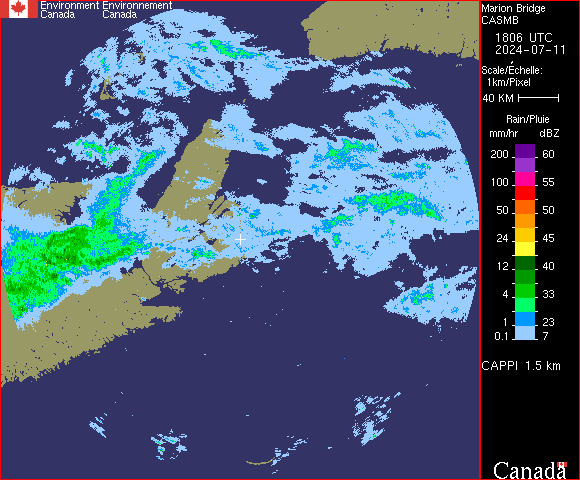 Environment Environnement
Canada Canada
Marion Bridge
CASMB
1806 UTC
2024-07-11
Scale/Echelle:
1km/Pixel
40 KM
Rain/Pluie
mm/hr dBZ
200 60
100 55
50 50
24 45
12 40
4 33
1 23
0.1 7
CAPPI 1.5 km
Canada